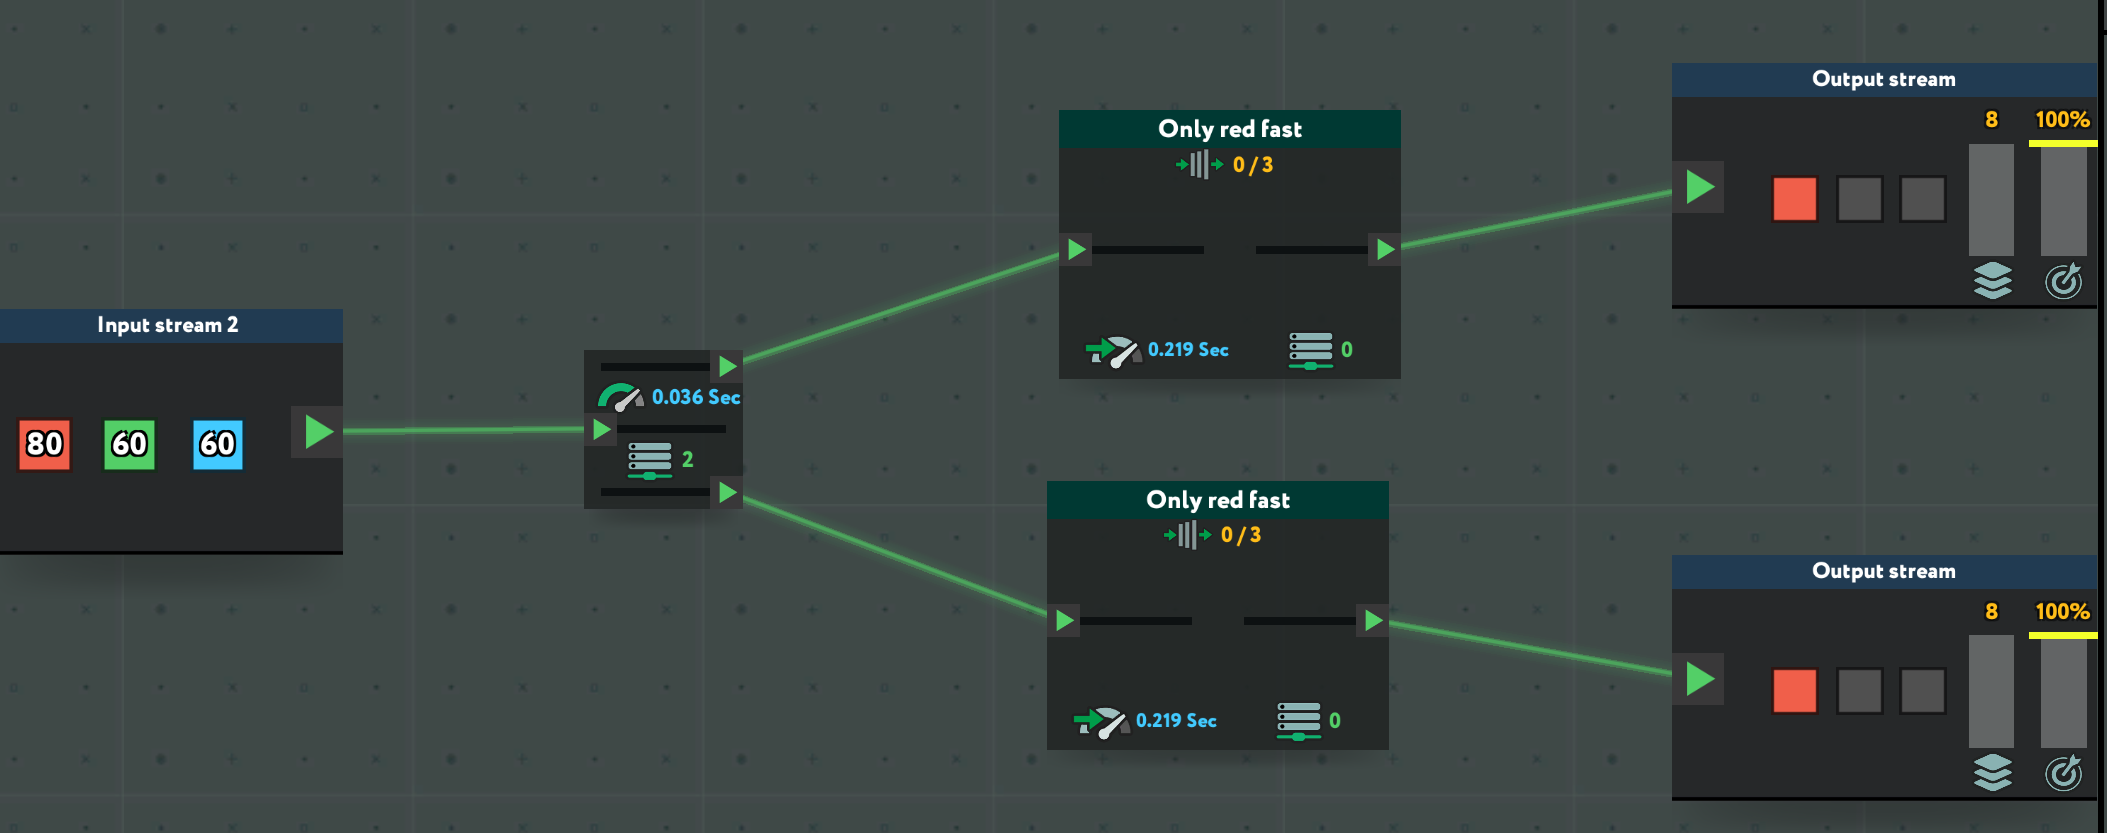 Output stream
8 100%
Only red fast
0 / 3
0.219 Sec 0
Input stream 2
80 60 60
0.036 Sec
2
Only red fast
0 / 3
0.219 Sec 0
Output stream
8 100%